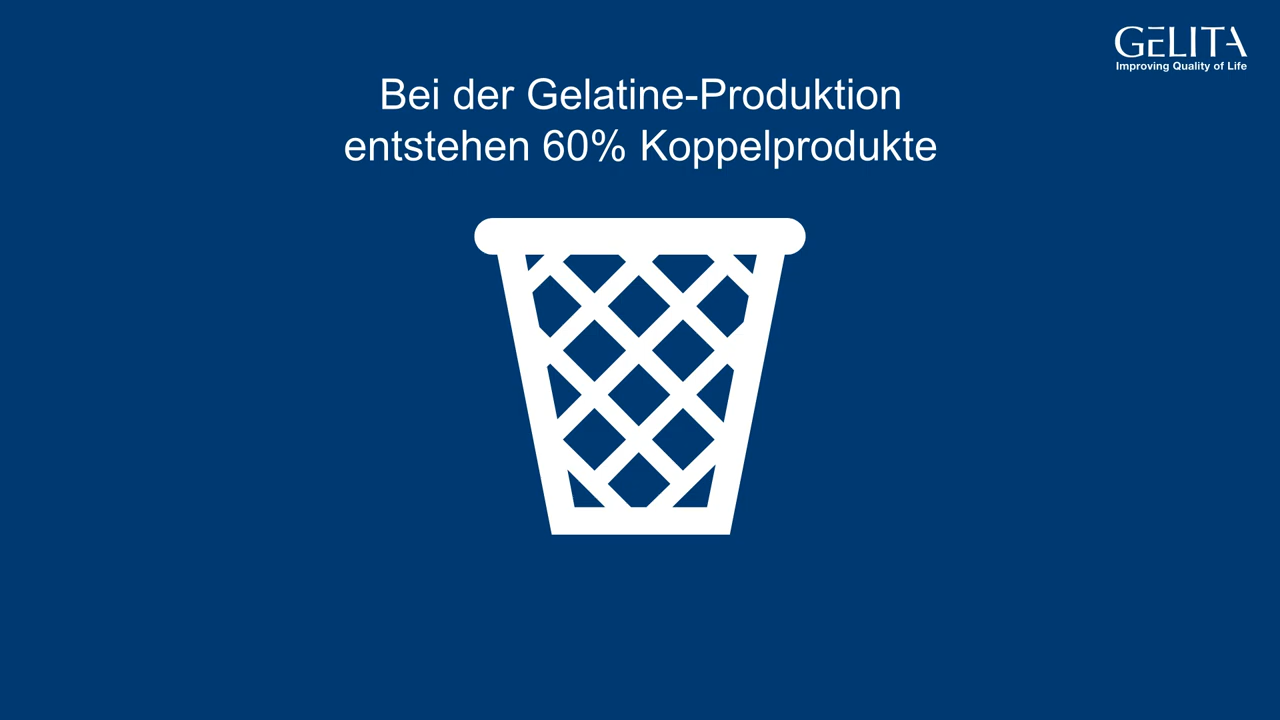 GELITA
Improving Quality of Life
Bei der Gelatine-Produktion
entstehen 60% Koppelprodukte